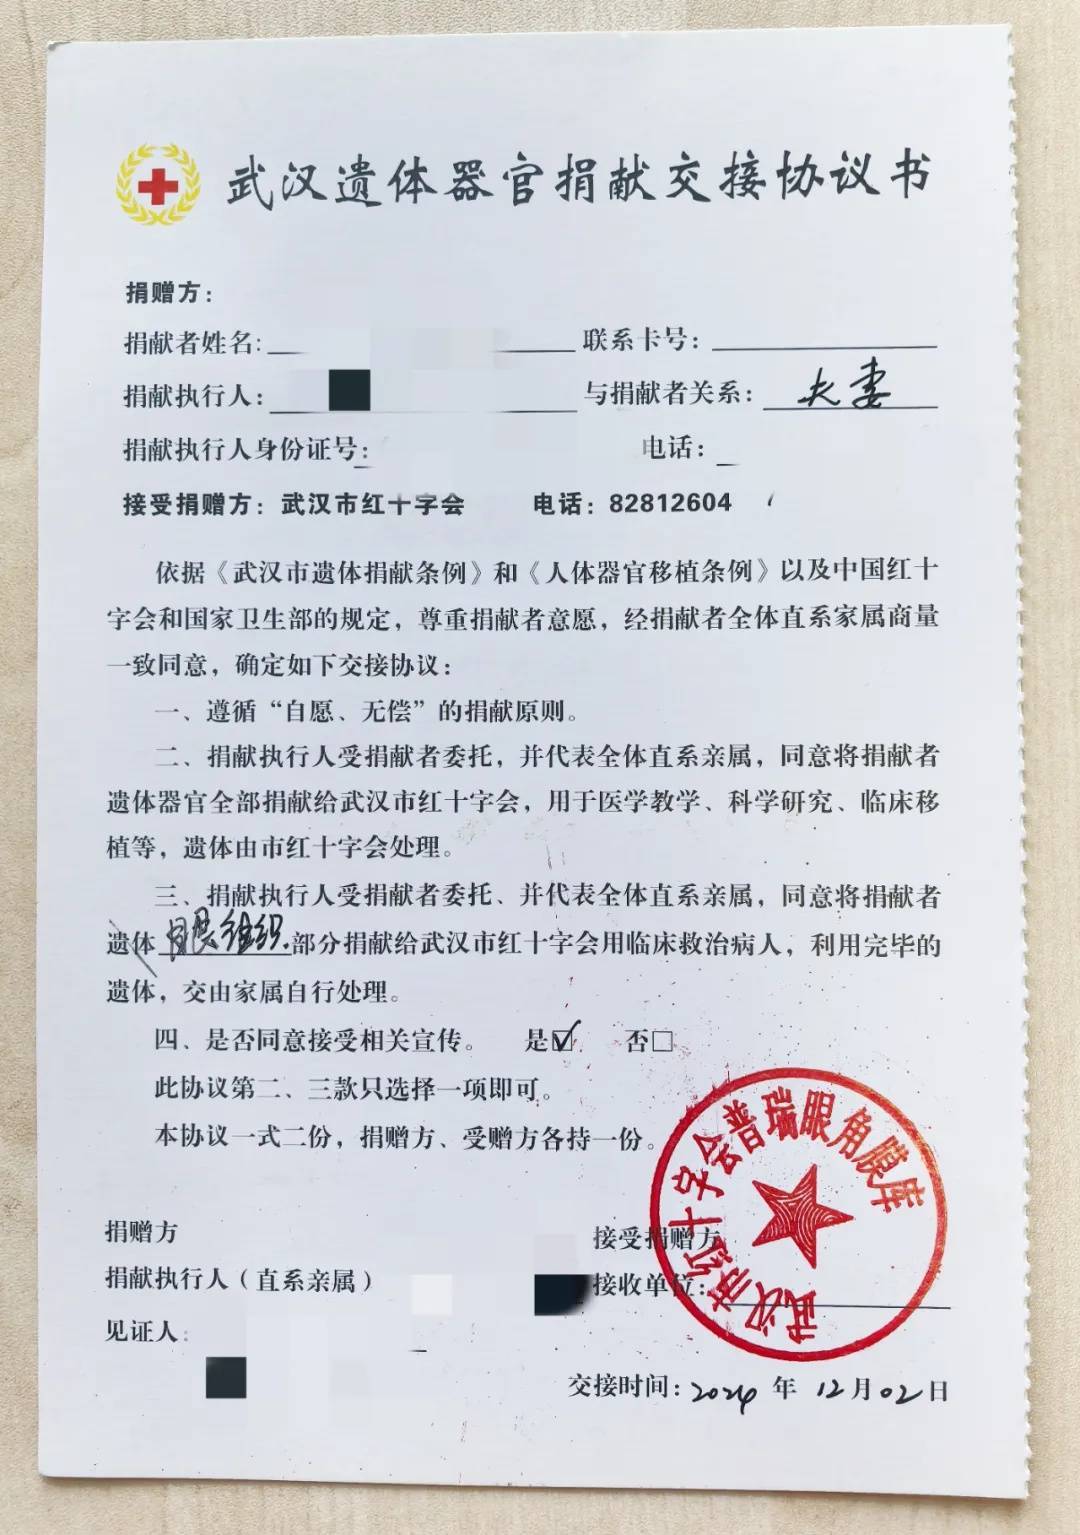 武汉遗体器官捐献交接协议书
捐赠方：
捐献者姓名：
联系卡号：
捐献执行人：
与捐献者关系：夫妻
捐献执行人身份证号：
电话：
接受捐赠方：武汉市红十字会 电话：82812604
依据《武汉市遗体捐献条例》和《人体器官移植条例》以及中国红十
字会和国家卫生部的规定，尊重捐献者意愿，经捐献者全体直系家属商量
一致同意，确定如下交接协议：
一、遵循“自愿、无偿”的捐献原则。
二、捐献执行人受捐献者委托，并代表全体直系亲属，同意将捐献者
遗体器官全部捐献给武汉市红十字会，用于医学教学、科学研究、临床移
植等，遗体由市红十字会处理。
三、捐献执行人受捐献者委托、并代表全体直系亲属，同意将捐献者
遗体眼组织部分捐献给武汉市红十字会用临床救治病人，利用完毕的
遗体，交由家属自行处理。
四、是否同意接受相关宣传。 是☑ 否□
此协议第二、三款只选择一项即可。
本协议一式二份，捐赠方、受赠方各持一份。
捐赠方
接受捐赠方
捐献执行人（直系亲属）
接收单位：
见证人：
武汉市红十字会普瑞眼角膜库
交接时间：2024年12月02日